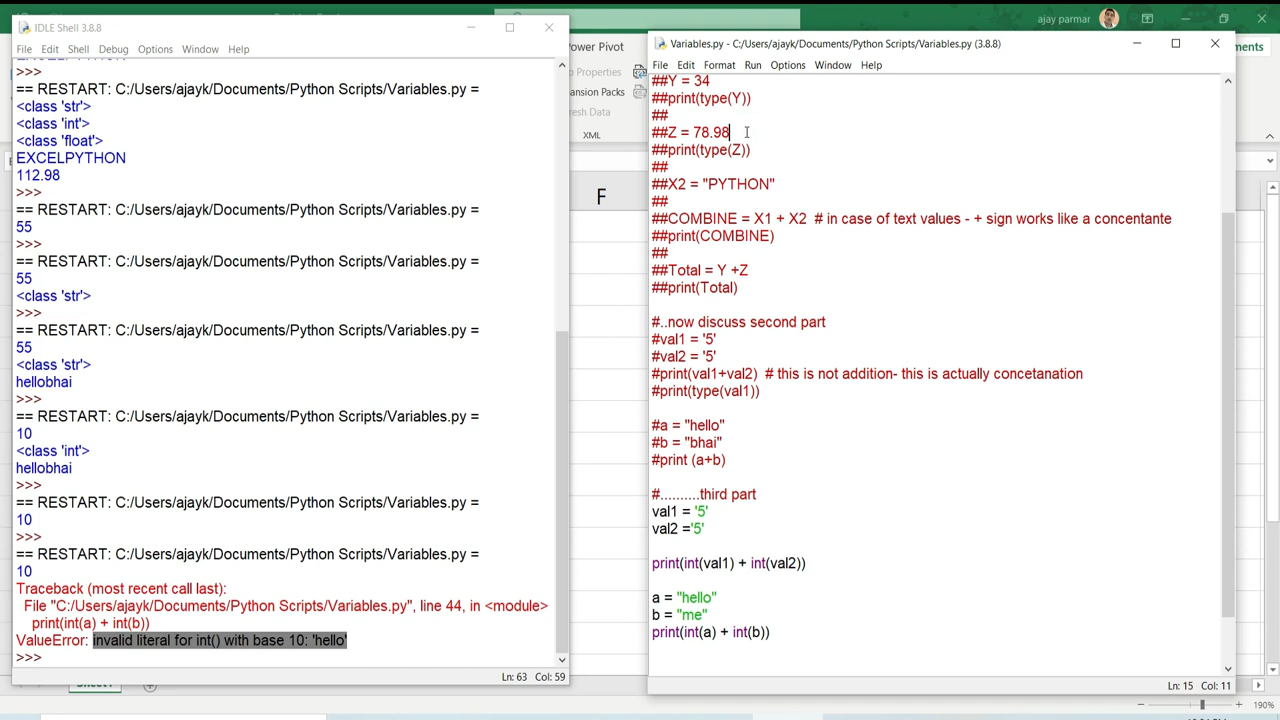 ajay parmar
IDLE Shell 3.8.8
File Edit Shell Debug Options Window Help
>>>
== RESTART: C:/Users/ajayk/Documents/Python Scripts/Variables.py =
<class 'str'>
<class 'int'>
<class 'float'>
EXCELPYTHON
112.98
>>>
== RESTART: C:/Users/ajayk/Documents/Python Scripts/Variables.py =
55
>>>
== RESTART: C:/Users/ajayk/Documents/Python Scripts/Variables.py =
55
<class 'str'>
>>>
== RESTART: C:/Users/ajayk/Documents/Python Scripts/Variables.py =
55
<class 'str'>
hellobhai
>>>
== RESTART: C:/Users/ajayk/Documents/Python Scripts/Variables.py =
10
<class 'int'>
hellobhai
>>>
== RESTART: C:/Users/ajayk/Documents/Python Scripts/Variables.py =
10
>>>
== RESTART: C:/Users/ajayk/Documents/Python Scripts/Variables.py =
10
Traceback (most recent call last):
File "C:/Users/ajayk/Documents/Python Scripts/Variables.py", line 44, in <module>
print(int(a) + int(b))
ValueError: invalid literal for int() with base 10: 'hello'
>>>
Ln: 63 Col: 59
Power Pivot
Properties
Expansion Packs
Refresh Data
XML
F
Variables.py - C:/Users/ajayk/Documents/Python Scripts/Variables.py (3.8.8)
File Edit Format Run Options Window Help
##Y = 34
##print(type(Y))
##
##Z = 78.98
##print(type(Z))
##
##X2 = "PYTHON"
##
##COMBINE = X1 + X2 # in case of text values - + sign works like a concentante
##print(COMBINE)
##
##Total = Y +Z
##print(Total)
#..now discuss second part
#val1 = '5'
#val2 = '5'
#print(val1+val2) # this is not addition- this is actually concetanation
#print(type(val1))
#a = "hello"
#b = "bhai"
#print (a+b)
#.........third part
val1 = '5'
val2 ='5'
print(int(val1) + int(val2))
a = "hello"
b = "me"
print(int(a) + int(b))
Ln: 15 Col: 11
190%